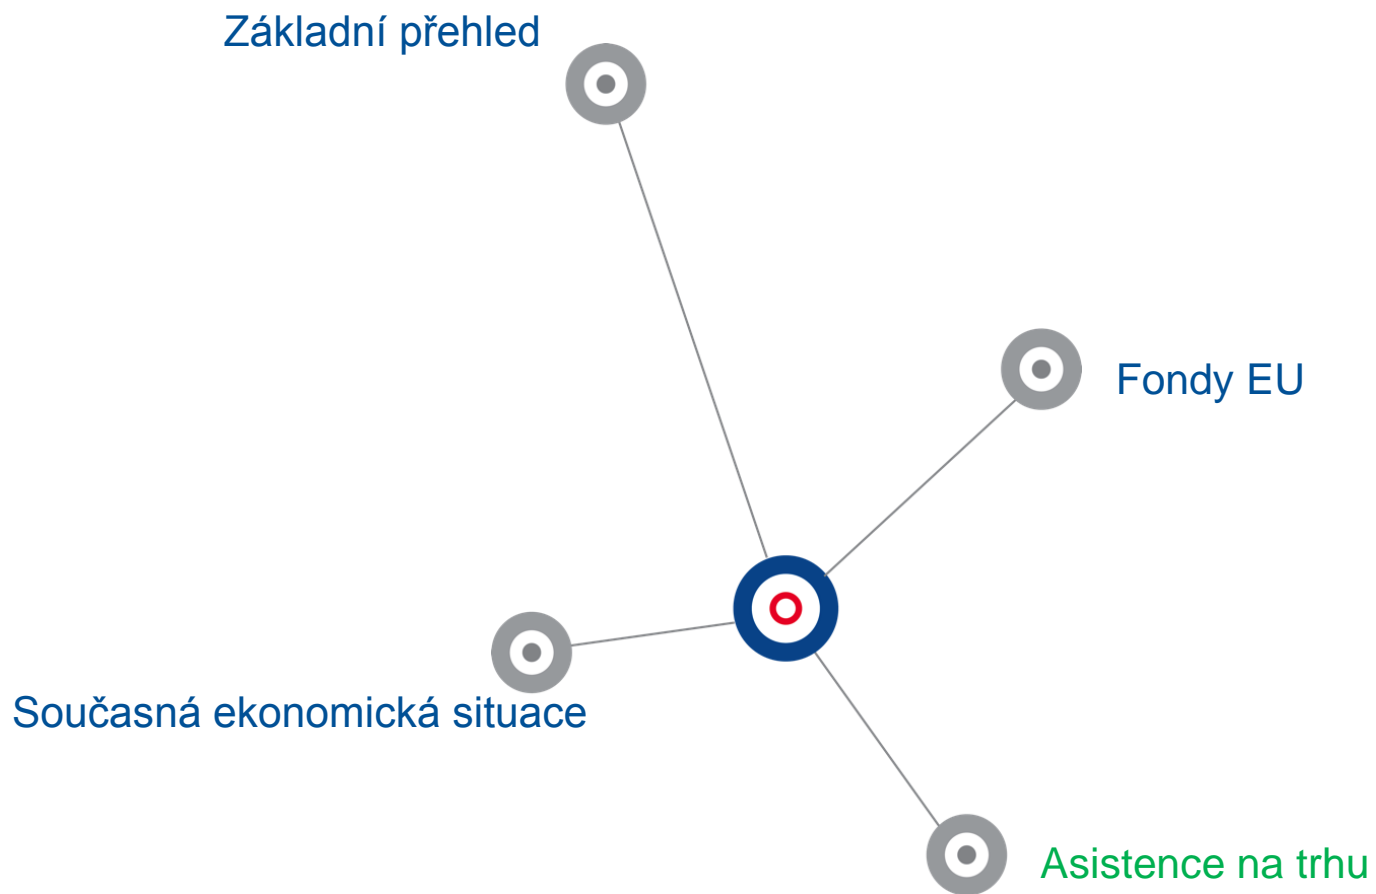 Základní přehled
Fondy EU
Současná ekonomická situace
Asistence na trhu